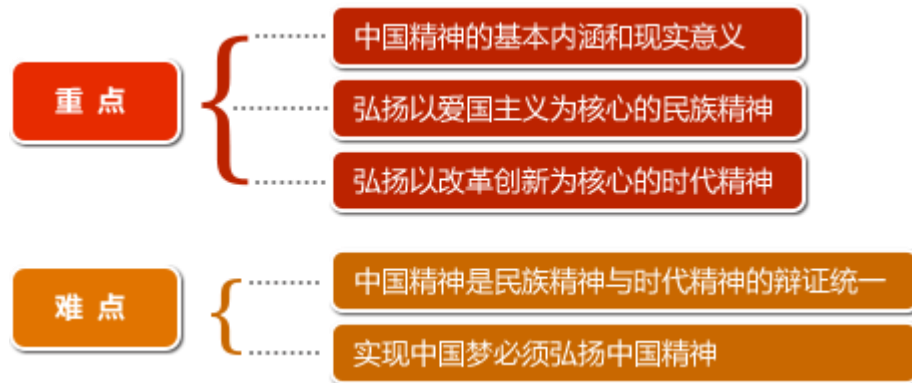 重 点
中国精神的基本内涵和现实意义
弘扬以爱国主义为核心的民族精神
弘扬以改革创新为核心的时代精神
难 点
中国精神是民族精神与时代精神的辩证统一
实现中国梦必须弘扬中国精神